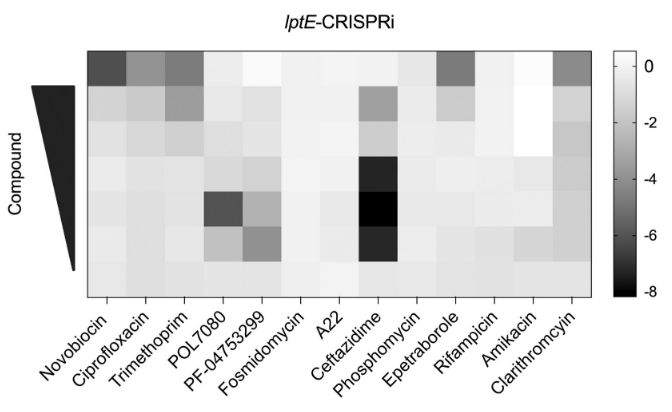 lptE-CRISPRi
Compound
0
-2
-4
-6
-8
Novobiocin
Ciprofloxacin
Trimethoprim
POL7080
PF-04753299
Fosmidomycin
A22
Ceftazidime
Phosphomycin
Epetraborole
Rifampicin
Amikacin
Clarithromcyin